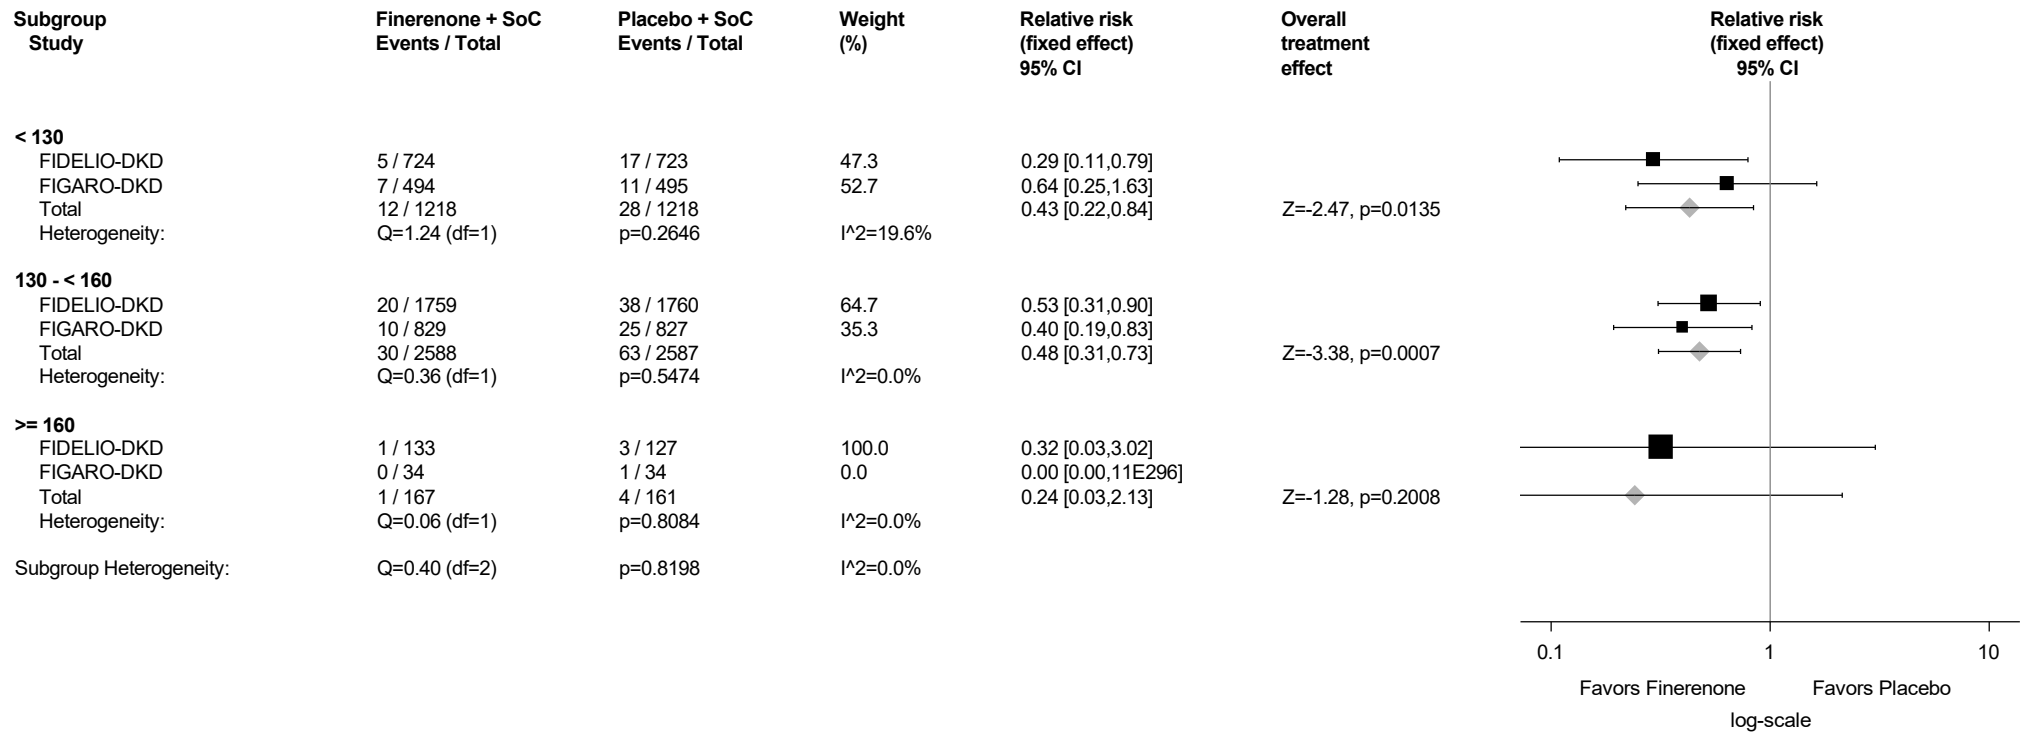 Subgroup Finerenone + SoC Placebo + SoC Weight Relative risk Overall Relative risk
Study Events / Total Events / Total (%) (fixed effect) treatment (fixed effect)
95% CI effect 95% CI
< 130
FIDELIO-DKD 5 / 724 17 / 723 47.3 0.29 [0.11,0.79]
FIGARO-DKD 7 / 494 11 / 495 52.7 0.64 [0.25,1.63]
Total 12 / 1218 28 / 1218 0.43 [0.22,0.84] Z=-2.47, p=0.0135
Heterogeneity: Q=1.24 (df=1) p=0.2646 I^2=19.6%
130 - < 160
FIDELIO-DKD 20 / 1759 38 / 1760 64.7 0.53 [0.31,0.90]
FIGARO-DKD 10 / 829 25 / 827 35.3 0.40 [0.19,0.83]
Total 30 / 2588 63 / 2587 0.48 [0.31,0.73] Z=-3.38, p=0.0007
Heterogeneity: Q=0.36 (df=1) p=0.5474 I^2=0.0%
>= 160
FIDELIO-DKD 1 / 133 3 / 127 100.0 0.32 [0.03,3.02]
FIGARO-DKD 0 / 34 1 / 34 0.0 0.00 [0.00,11E296]
Total 1 / 167 4 / 161 0.24 [0.03,2.13] Z=-1.28, p=0.2008
Heterogeneity: Q=0.06 (df=1) p=0.8084 I^2=0.0%
Subgroup Heterogeneity: Q=0.40 (df=2) p=0.8198 I^2=0.0%
0.1 1 10
Favors Finerenone Favors Placebo
log-scale